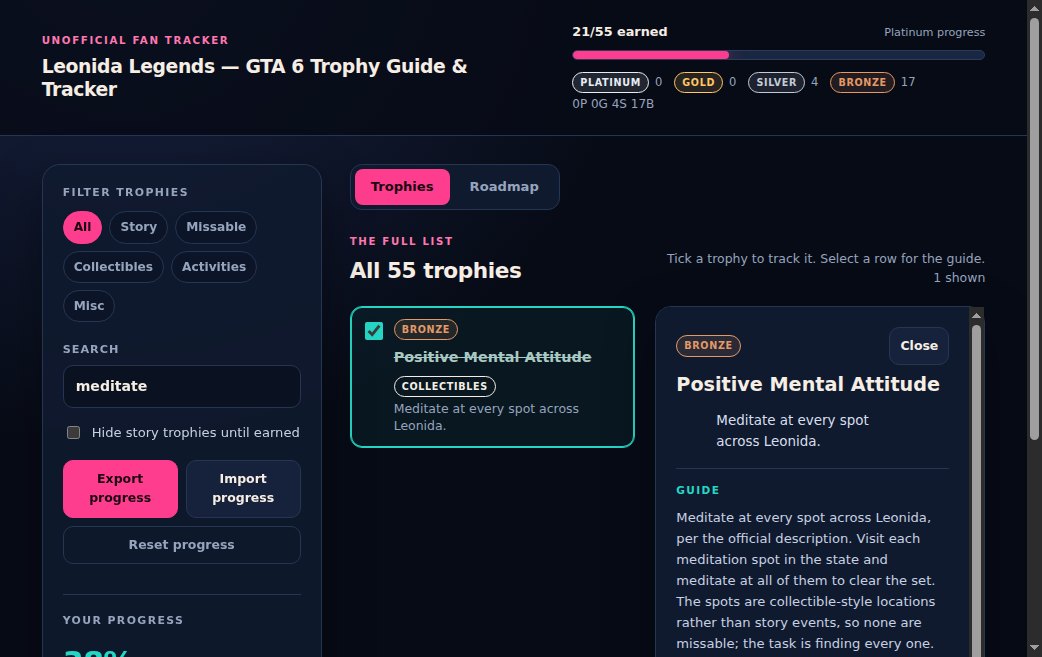 UNOFFICIAL FAN TRACKER
Leonida Legends — GTA 6 Trophy Guide &
Tracker
21/55 earned
Platinum progress
PLATINUM 0 GOLD 0 SILVER 4 BRONZE 17
0P 0G 4S 17B
FILTER TROPHIES
All Story Missable
Collectibles Activities
Misc
SEARCH
meditate
Hide story trophies until earned
Export
progress
Import
progress
Reset progress
YOUR PROGRESS
38%
Trophies Roadmap
THE FULL LIST
All 55 trophies
Tick a trophy to track it. Select a row for the guide.
1 shown
BRONZE
Positive Mental Attitude
COLLECTIBLES
Meditate at every spot across
Leonida.
BRONZE
Close
Positive Mental Attitude
Meditate at every spot
across Leonida.
GUIDE
Meditate at every spot across Leonida,
per the official description. Visit each
meditation spot in the state and
meditate at all of them to clear the set.
The spots are collectible-style locations
rather than story events, so none are
missable; the task is finding every one.